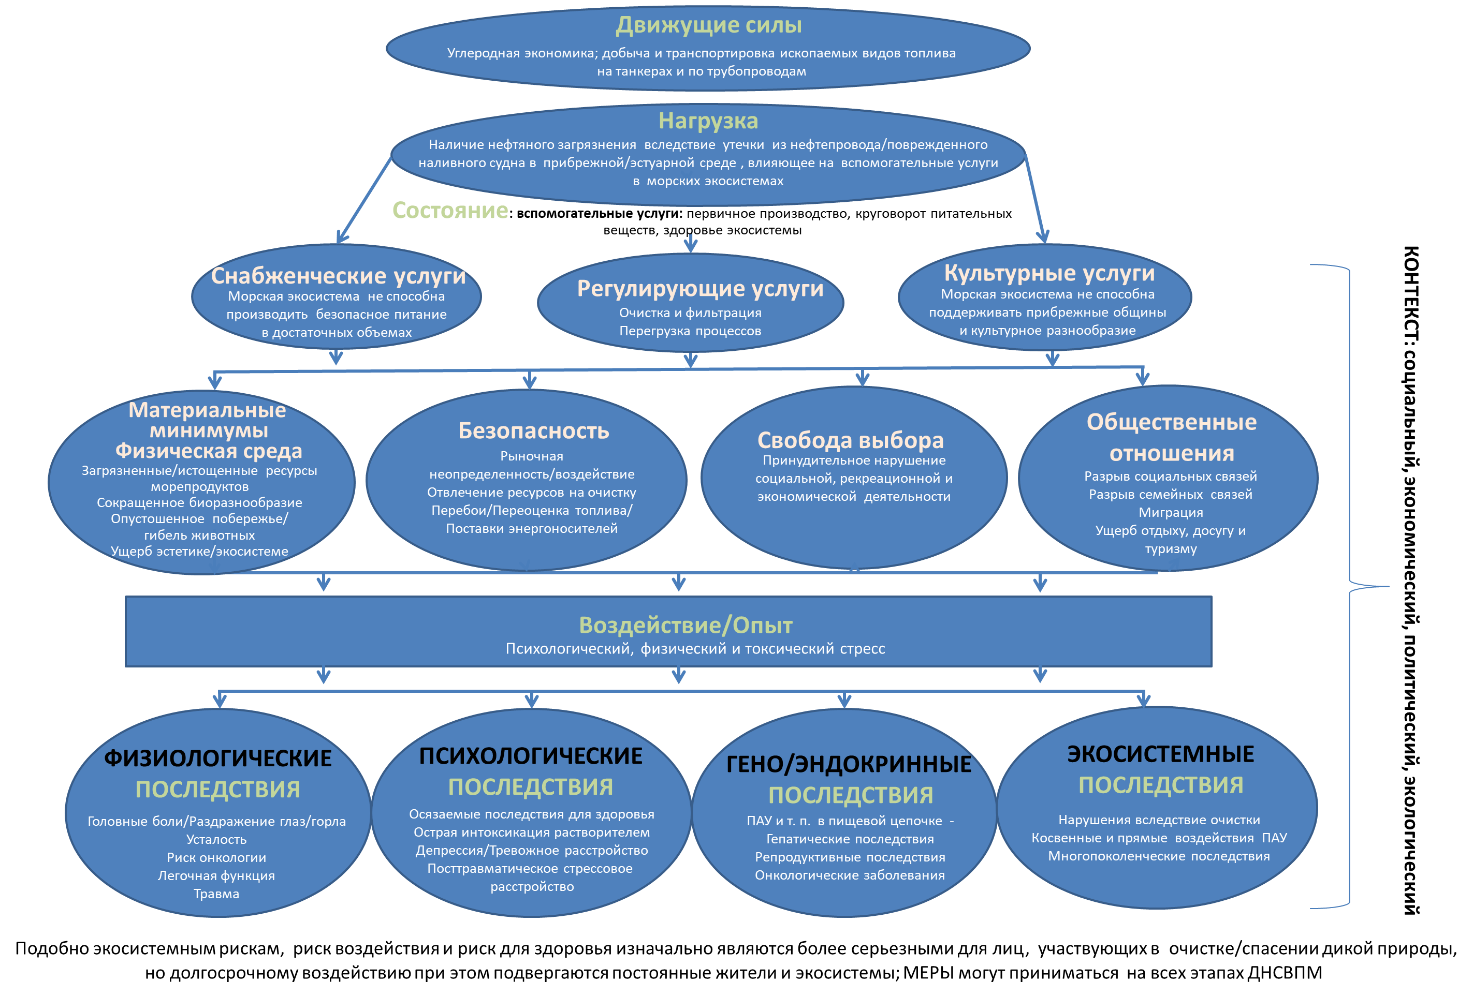 Движущие силы
Углеродная экономика; добыча и транспортировка ископаемых видов топлива
на танкерах и по трубопроводам
Нагрузка
Наличие нефтяного загрязнения вследствие утечки из нефтепровода/поврежденного
наливного судна в прибрежной/эстуарной среде , влияющее на вспомогательные услуги
в морских экосистемах
Состояние: вспомогательные услуги: первичное производство, круговорот питательных
веществ, здоровье экосистемы
Снабженческие услуги
Морская экосистема не способна
производить безопасное питание
в достаточных объемах
Регулирующие услуги
Очистка и фильтрация
Перегрузка процессов
Культурные услуги
Морская экосистема не способна
поддерживать прибрежные общины
и культурное разнообразие
Материальные
минимумы
Физическая среда
Загрязненные/истощенные ресурсы
морепродуктов
Сокращенное биоразнообразие
Опустошенное побережье/
гибель животных
Ущерб эстетике/экосистеме
Безопасность
Рыночная
неопределенность/воздействие
Отвлечение ресурсов на очистку
Перебои/Переоценка топлива/
Поставки энергоносителей
Свобода выбора
Принудительное нарушение
социальной, рекреационной и
экономической деятельности
Общественные
отношения
Разрыв социальных связей
Разрыв семейных связей
Миграция
Ущерб отдыху, досугу и
туризму
Воздействие/Опыт
Психологический, физический и токсический стресс
ФИЗИОЛОГИЧЕСКИЕ
ПОСЛЕДСТВИЯ
Головные боли/Раздражение глаз/горла
Усталость
Риск онкологии
Легочная функция
Травма
ПСИХОЛОГИЧЕСКИЕ
ПОСЛЕДСТВИЯ
Осязаемые последствия для здоровья
Острая интоксикация растворителем
Депрессия/Тревожное расстройство
Посттравматическое стрессовое
расстройство
ГЕНО/ЭНДОКРИННЫЕ
ПОСЛЕДСТВИЯ
ПАУ и т. п. в пищевой цепочке -
Гепатические последствия
Репродуктивные последствия
Онкологические заболевания
ЭКОСИСТЕМНЫЕ
ПОСЛЕДСТВИЯ
Нарушения вследствие очистки
Косвенные и прямые воздействия ПАУ
Многопоколенческие последствия
КОНТЕКСТ: социальный, экономический, политический, экологический
Подобно экосистемным рискам, риск воздействия и риск для здоровья изначально являются более серьезными для лиц, участвующих в очистке/спасении дикой природы,
но долгосрочному воздействию при этом подвергаются постоянные жители и экосистемы; МЕРЫ могут приниматься на всех этапах ДНСВПМ